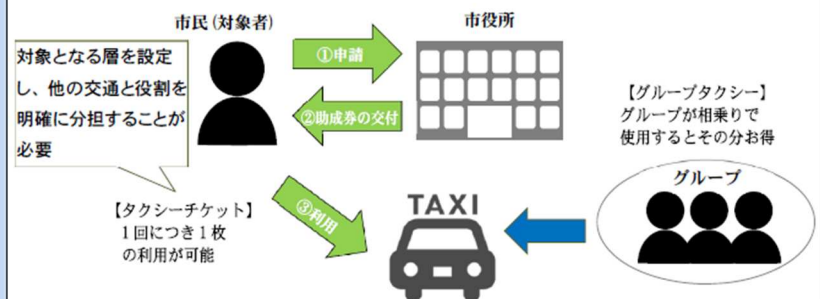 市民(対象者)
市役所
対象となる層を設定
し、他の交通と役割を
明確に分担することが
必要
①申請
②助成券の交付
③利用
【タクシーチケット】
1回につき1枚
の利用が可能
TAXI
【グループタクシー】
グループが相乗りで
使用するとその分お得
グループ